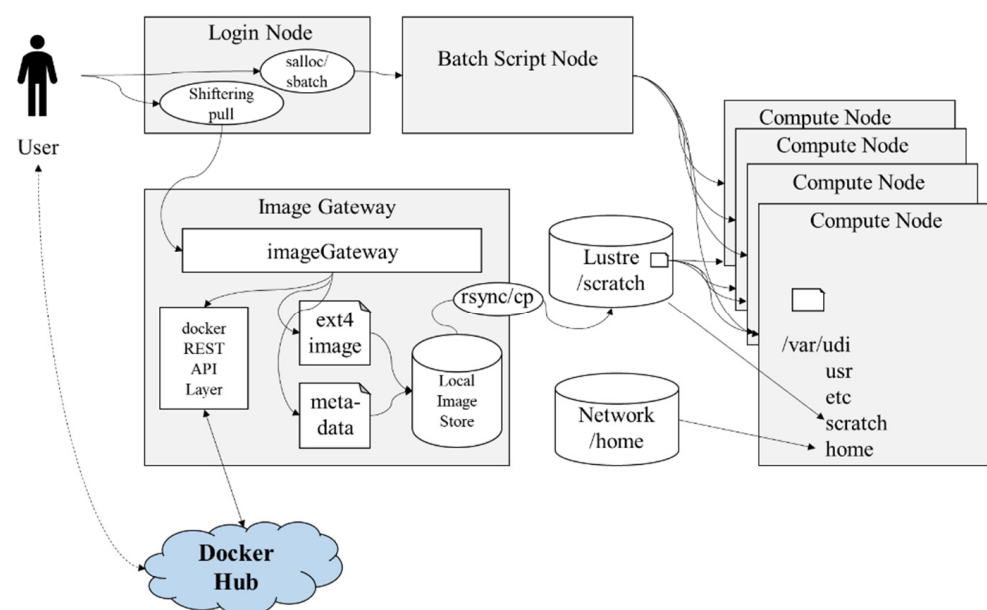 Login Node
salloc/
sbatch
Shiftering
pull
User
Batch Script Node
Compute Node
Compute Node
Compute Node
Compute Node
Image Gateway
imageGateway
docker
REST
API
Layer
ext4
image
meta-
data
Local
Image
Store
rsync/cp
Lustre
/scratch
Network
/home
/var/udi
usr
etc
scratch
home
Docker
Hub